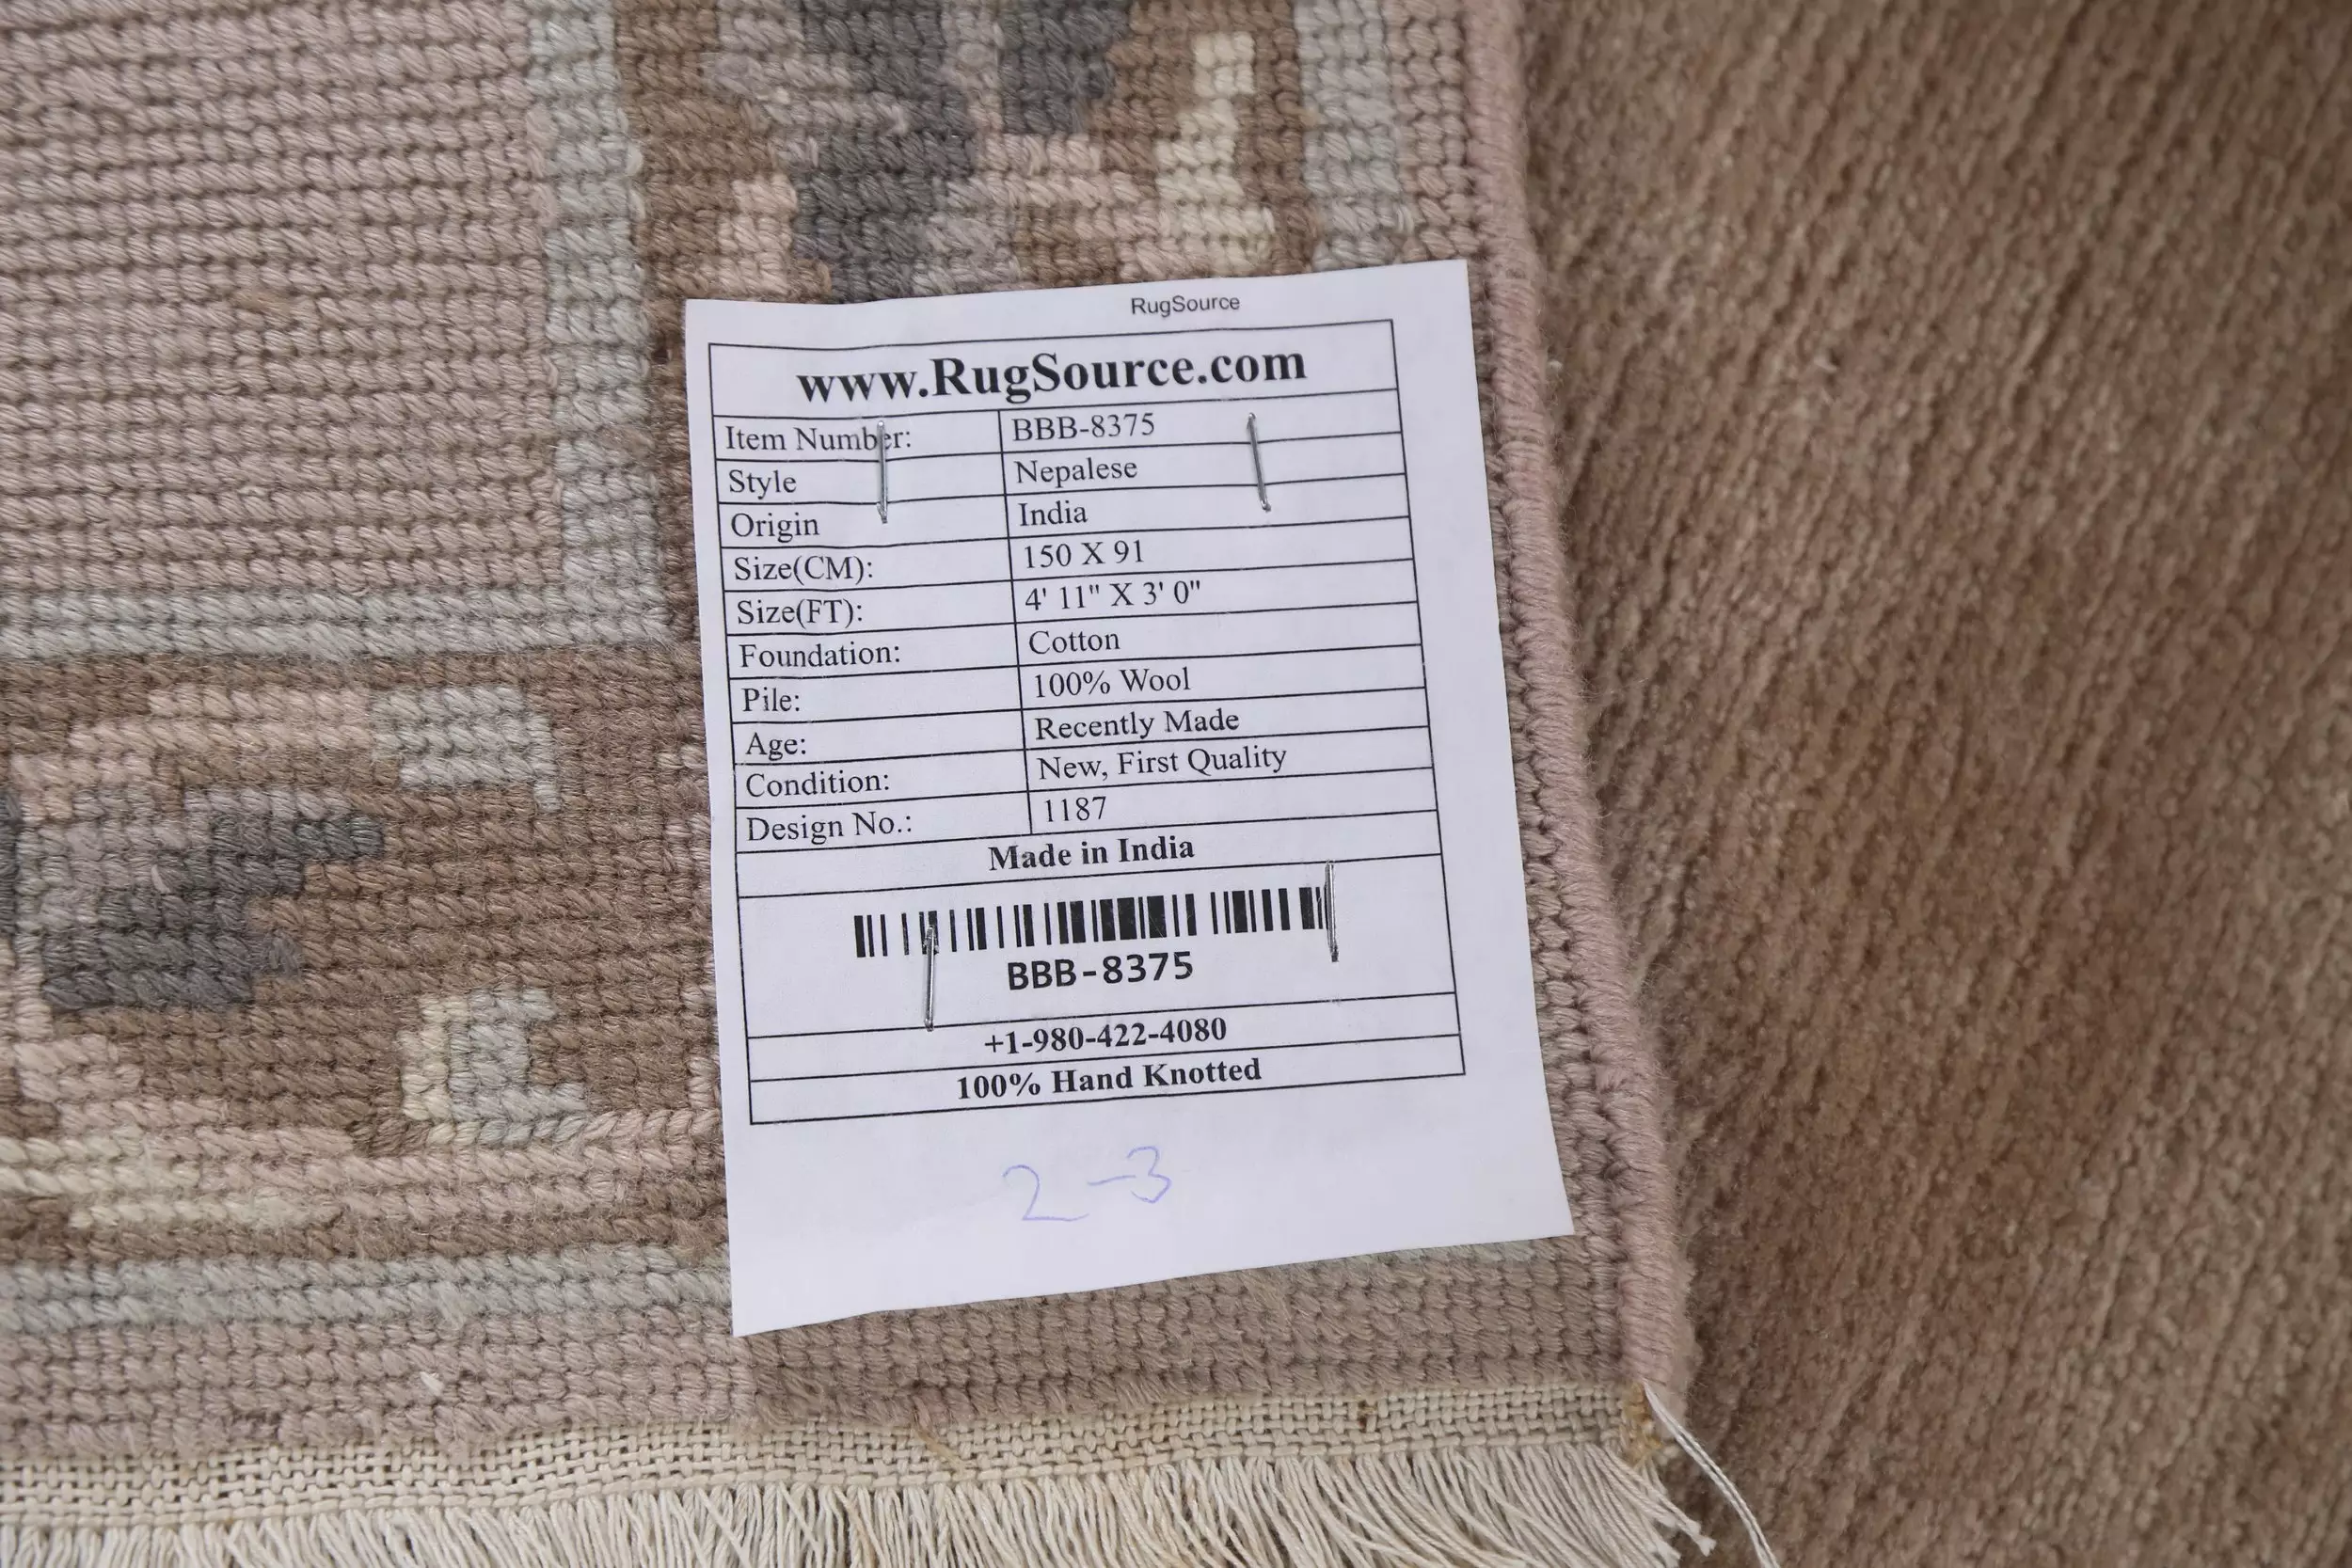 RugSource
www.RugSource.com
Item Number: BBB-8375
Style Nepalese
Origin India
Size(CM): 150 X 91
Size(FT): 4' 11" X 3' 0"
Foundation: Cotton
Pile: 100% Wool
Age: Recently Made
Condition: New, First Quality
Design No.: 1187
Made in India
BBB-8375
+1-980-422-4080
100% Hand Knotted
2-3